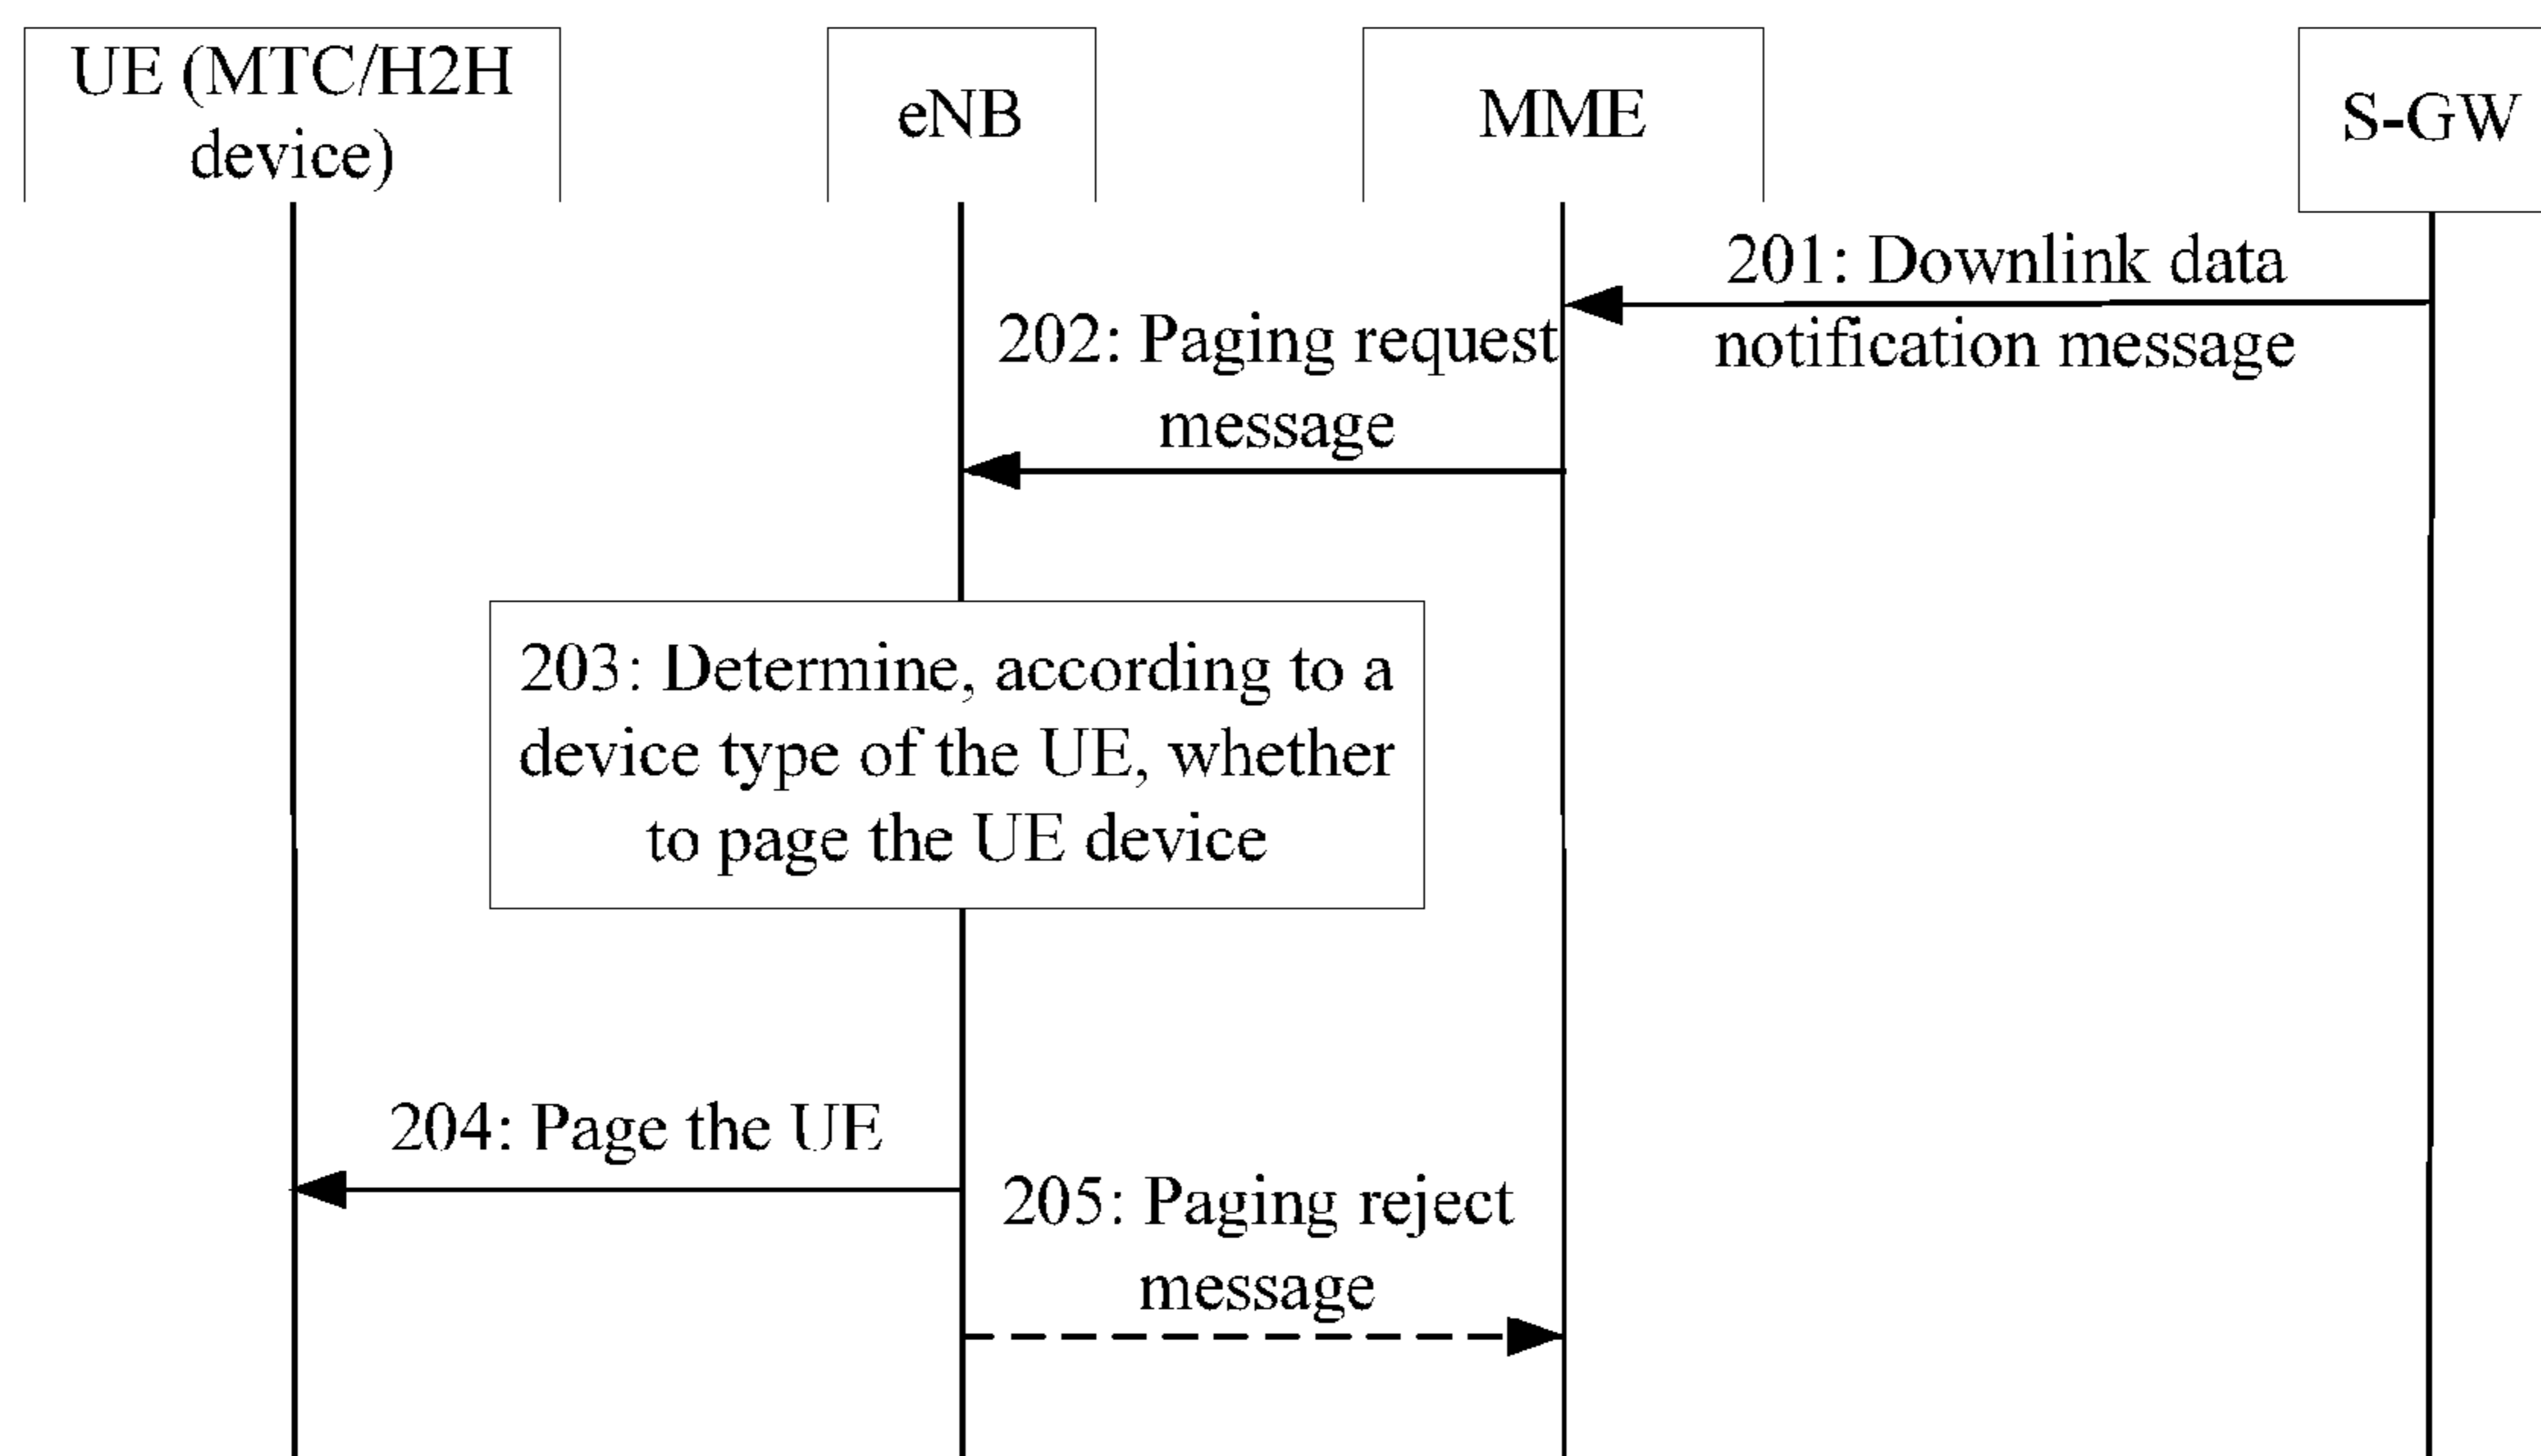 UE (MTC/H2H
device)
eNB
MME
S-GW
201: Downlink data
notification message
202: Paging request
message
203: Determine, according to a
device type of the UE, whether
to page the UE device
204: Page the UE
205: Paging reject
message